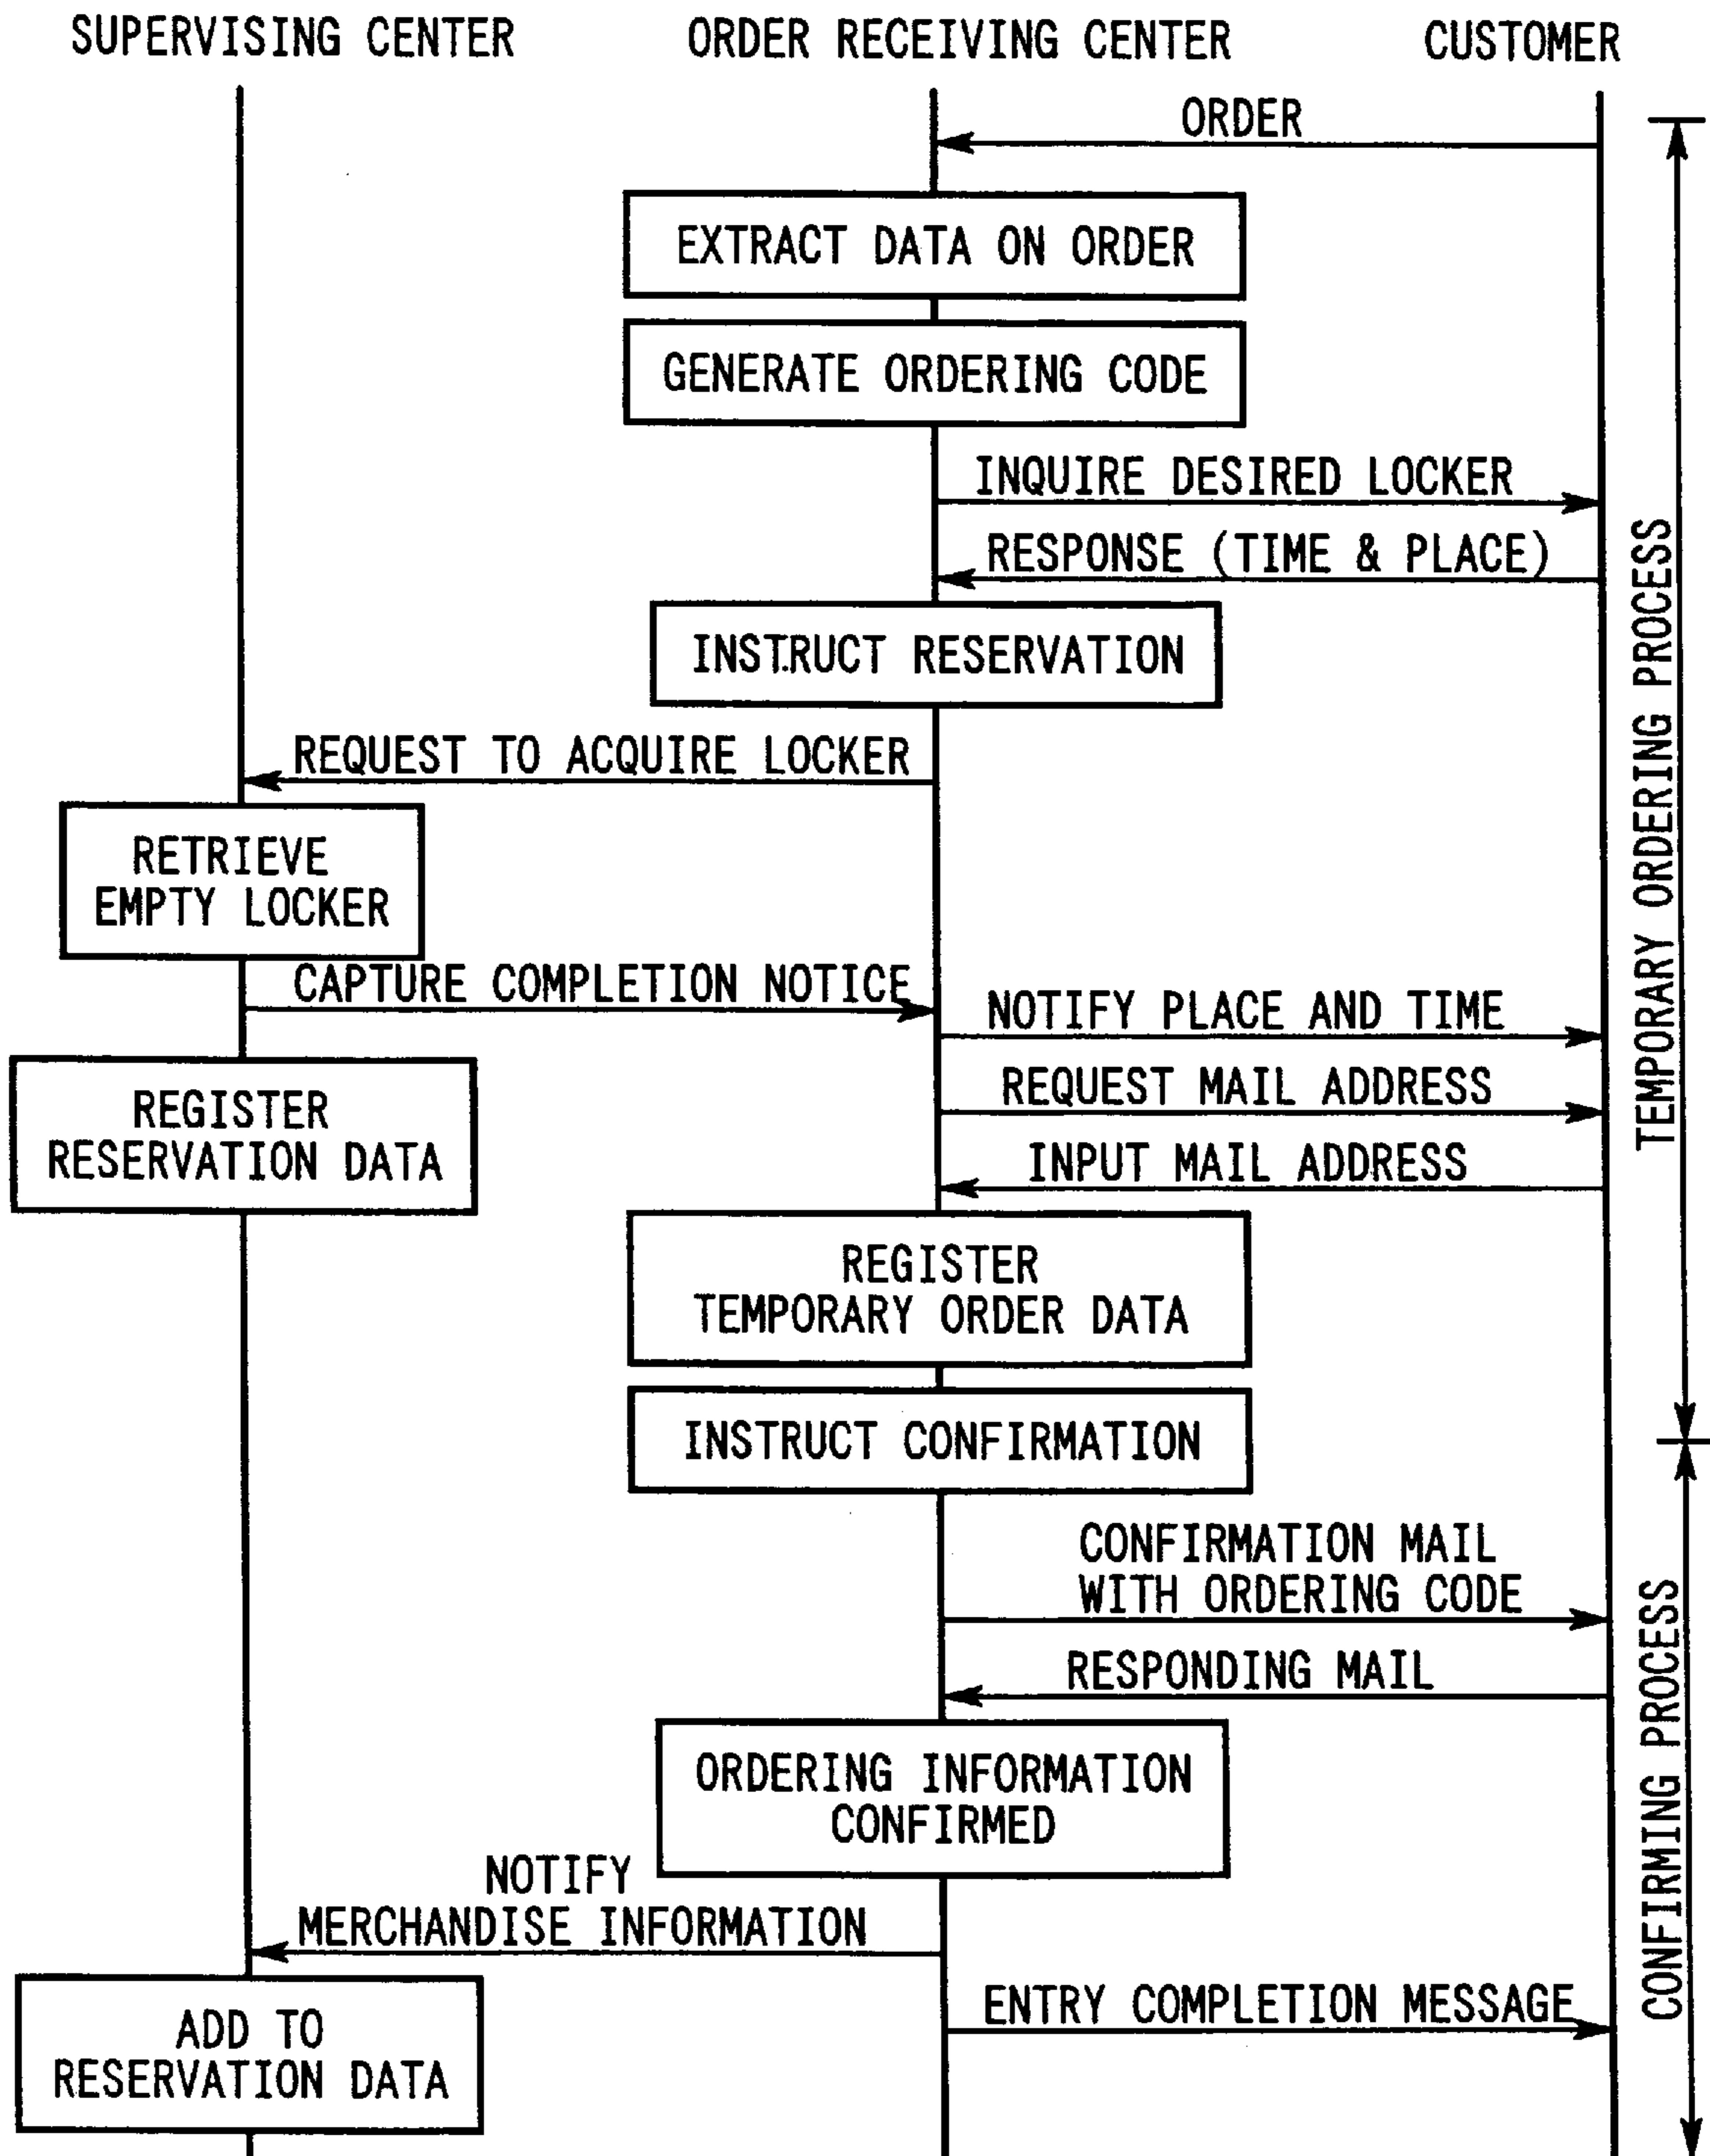 SUPERVISING CENTER
ORDER RECEIVING CENTER
CUSTOMER
ORDER
EXTRACT DATA ON ORDER
GENERATE ORDERING CODE
INQUIRE DESIRED LOCKER
RESPONSE (TIME & PLACE)
INSTRUCT RESERVATION
REQUEST TO ACQUIRE LOCKER
RETRIEVE
EMPTY LOCKER
CAPTURE COMPLETION NOTICE
NOTIFY PLACE AND TIME
REQUEST MAIL ADDRESS
REGISTER
RESERVATION DATA
INPUT MAIL ADDRESS
REGISTER
TEMPORARY ORDER DATA
INSTRUCT CONFIRMATION
TEMPORARY ORDERING PROCESS
CONFIRMATION MAIL
WITH ORDERING CODE
RESPONDING MAIL
ORDERING INFORMATION
CONFIRMED
NOTIFY
MERCHANDISE INFORMATION
ENTRY COMPLETION MESSAGE
ADD TO
RESERVATION DATA
CONFIRMING PROCESS